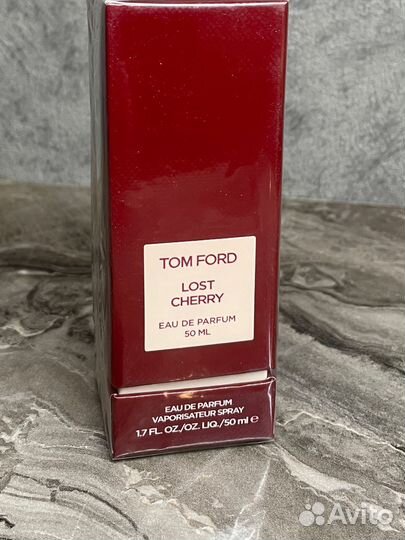 TOM FORD
LOST
CHERRY
EAU DE PARFUM
50 ML
EAU DE PARFUM
VAPORISATEUR SPRAY
1.7 FL. OZ./OZ. LIQ./50 ml e
Avito